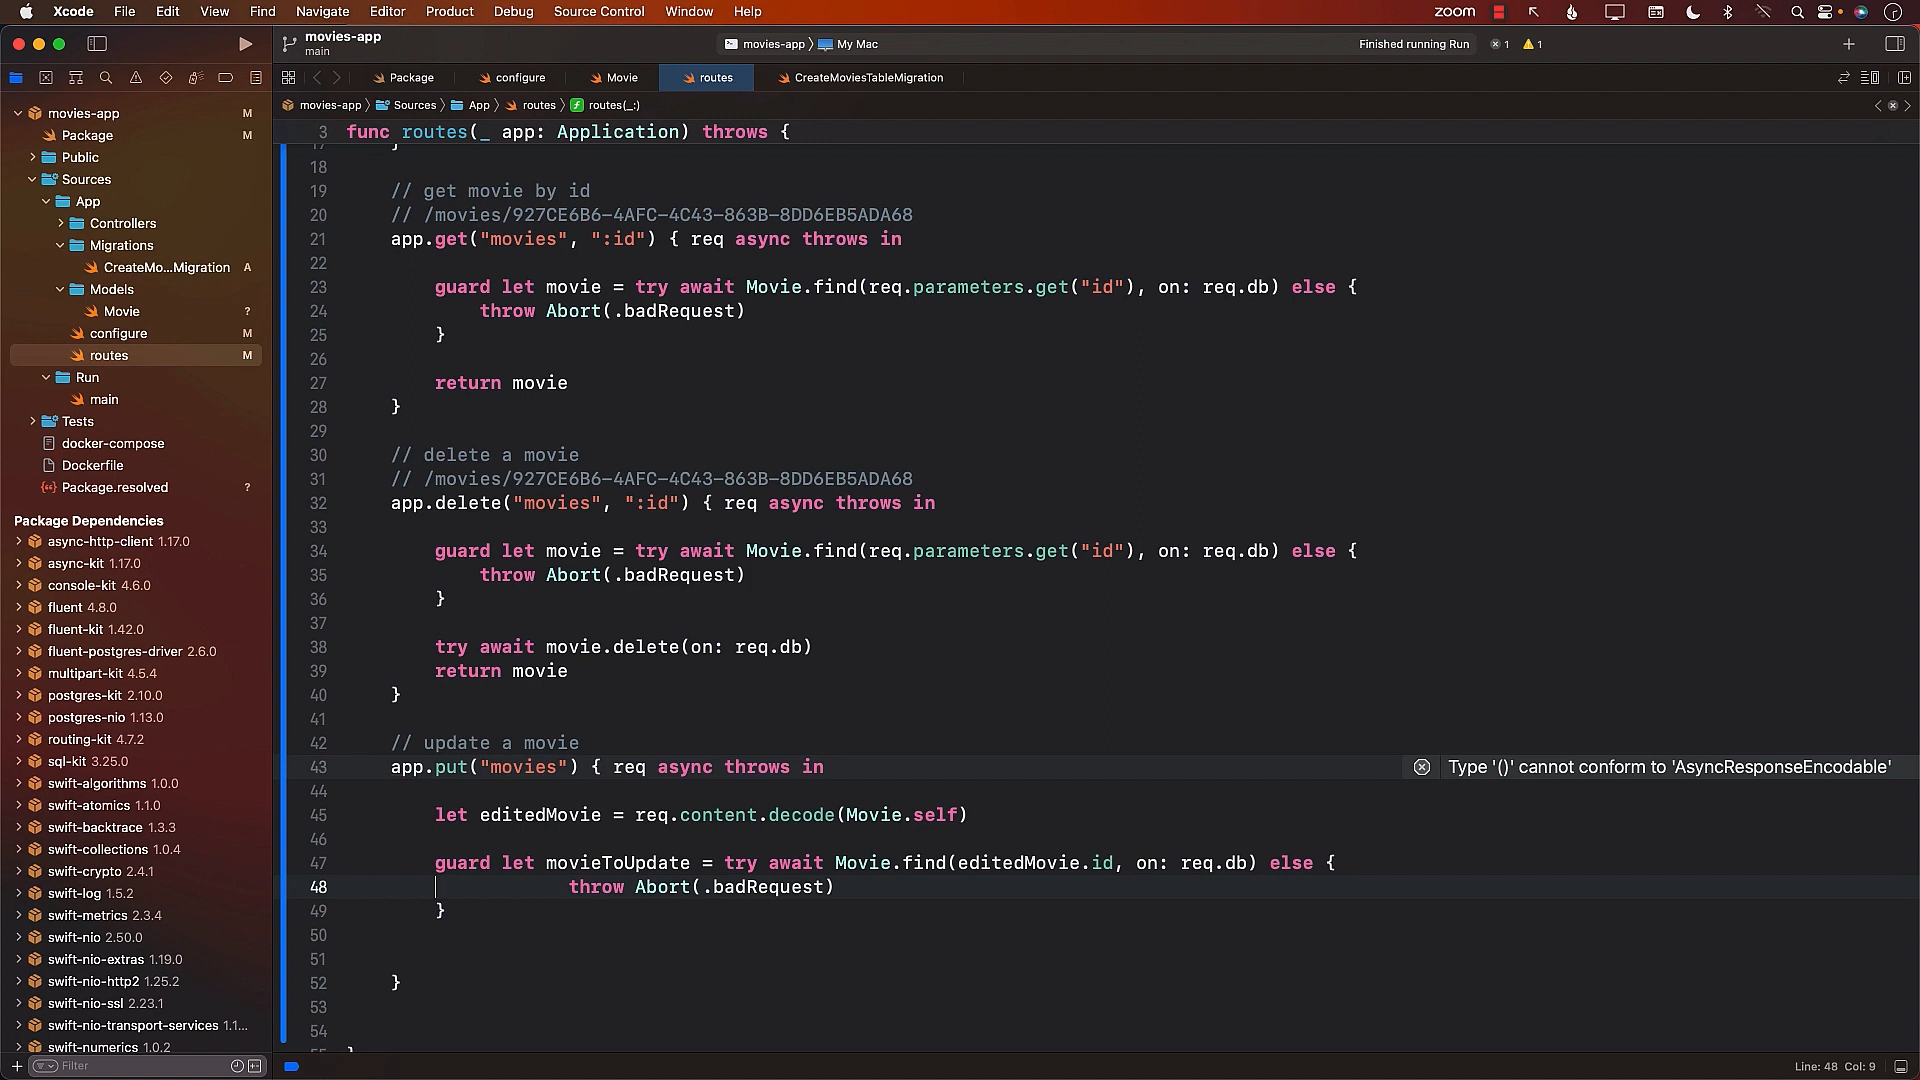 Xcode File Edit View Find Navigate Editor Product Debug Source Control Window Help zoom
movies-app
main
movies-app My Mac
Finished running Run 1 1
Package configure Movie routes CreateMoviesTableMigration
movies-app Sources App routes routes(_:)
movies-app M
Package M
Public
Sources
App
Controllers
Migrations
CreateMo...Migration A
Models
Movie ?
configure M
routes M
Run
main
Tests
docker-compose
Dockerfile
Package.resolved ?
Package Dependencies
async-http-client 1.17.0
async-kit 1.17.0
console-kit 4.6.0
fluent 4.8.0
fluent-kit 1.42.0
fluent-postgres-driver 2.6.0
multipart-kit 4.5.4
postgres-kit 2.10.0
postgres-nio 1.13.0
routing-kit 4.7.2
sql-kit 3.25.0
swift-algorithms 1.0.0
swift-atomics 1.1.0
swift-backtrace 1.3.3
swift-collections 1.0.4
swift-crypto 2.4.1
swift-log 1.5.2
swift-metrics 2.3.4
swift-nio 2.50.0
swift-nio-extras 1.19.0
swift-nio-http2 1.25.2
swift-nio-ssl 2.23.1
swift-nio-transport-services 1.1...
swift-numerics 1.0.2
Filter
3 func routes(_ app: Application) throws {
17 }
18
19 // get movie by id
20 // /movies/927CE6B6-4AFC-4C43-863B-8DD6EB5ADA68
21 app.get("movies", ":id") { req async throws in
22
23 guard let movie = try await Movie.find(req.parameters.get("id"), on: req.db) else {
24 throw Abort(.badRequest)
25 }
26
27 return movie
28 }
29
30 // delete a movie
31 // /movies/927CE6B6-4AFC-4C43-863B-8DD6EB5ADA68
32 app.delete("movies", ":id") { req async throws in
33
34 guard let movie = try await Movie.find(req.parameters.get("id"), on: req.db) else {
35 throw Abort(.badRequest)
36 }
37
38 try await movie.delete(on: req.db)
39 return movie
40 }
41
42 // update a movie
43 app.put("movies") { req async throws in Type '()' cannot conform to 'AsyncResponseEncodable'
44
45 let editedMovie = req.content.decode(Movie.self)
46
47 guard let movieToUpdate = try await Movie.find(editedMovie.id, on: req.db) else {
48 throw Abort(.badRequest)
49 }
50
51
52 }
53
54
55 }
Line: 48 Col: 9